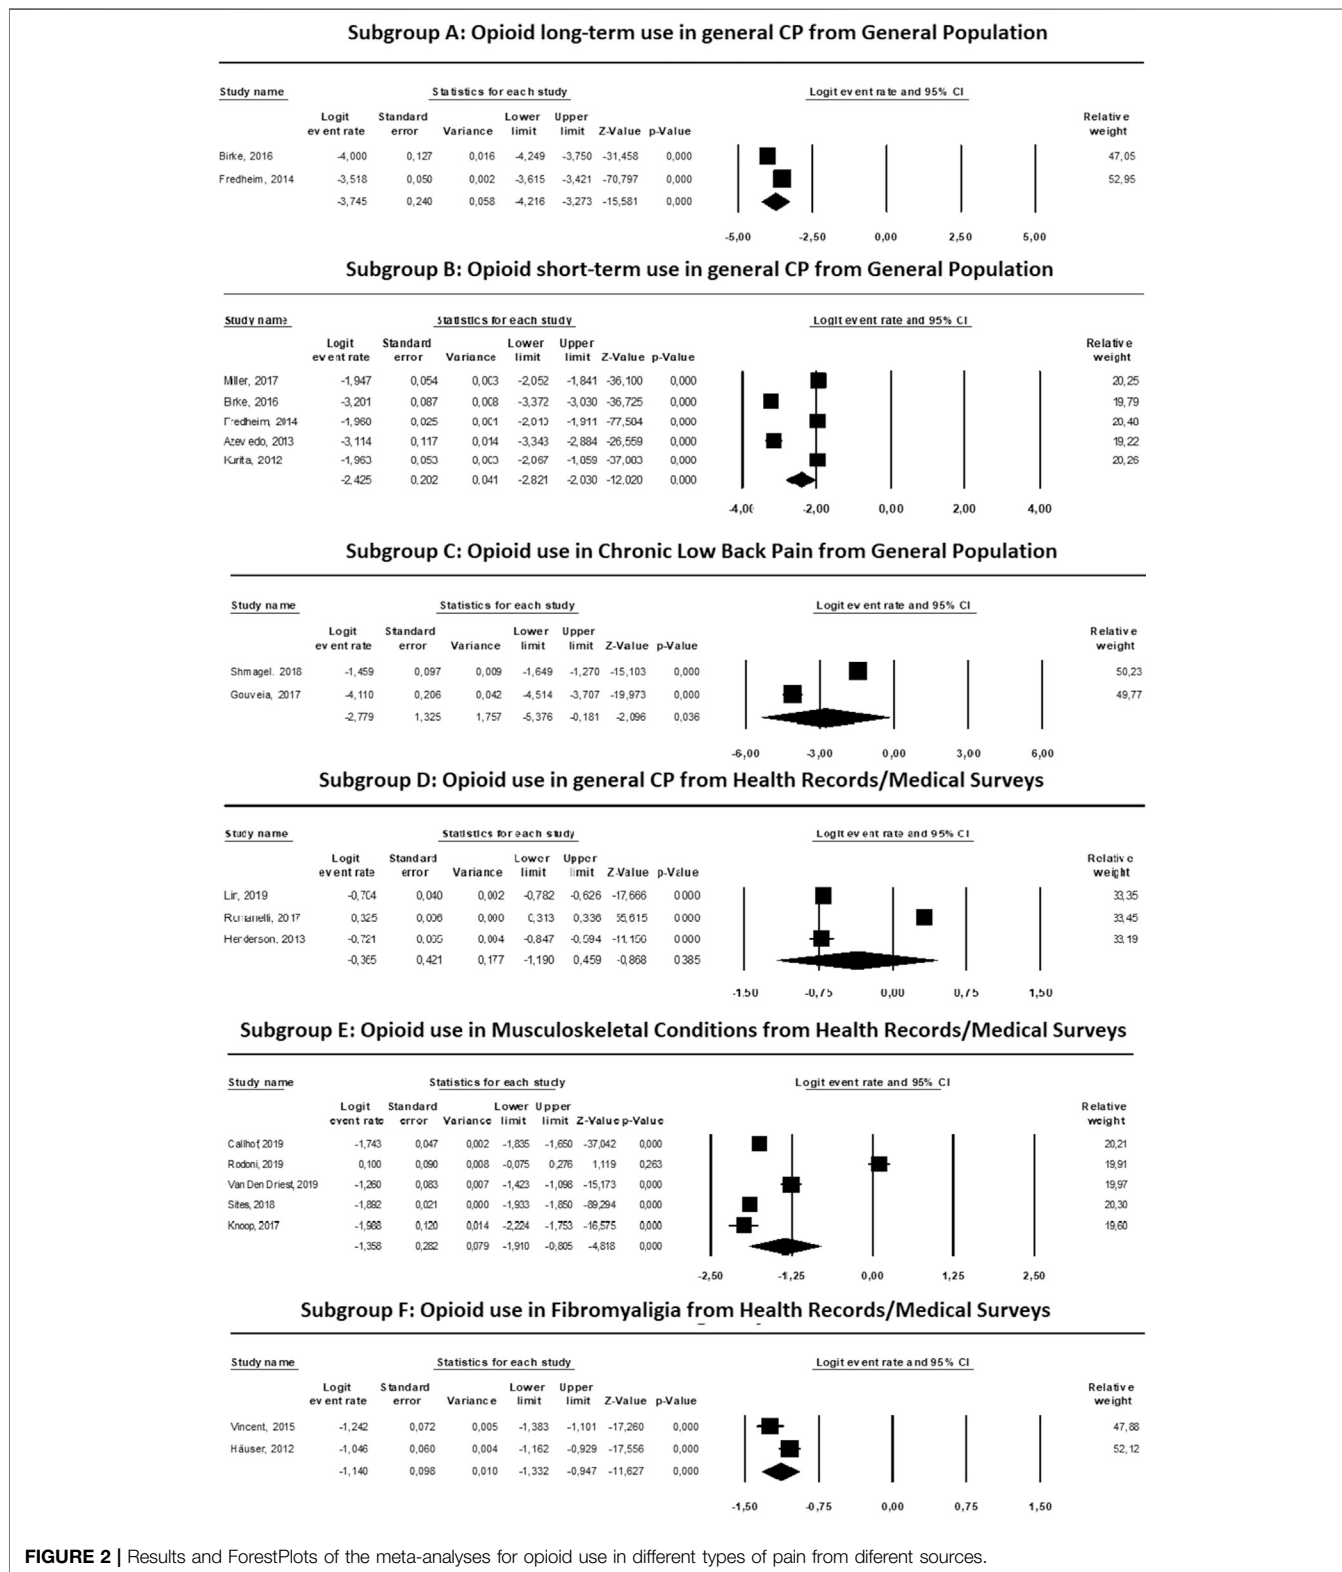 Subgroup A: Opioid long-term use in general CP from General Population
Study name Statistics for each study Logit event rate and 95% CI
Logit event rate Standard error Variance Lower limit Upper limit Z-Value p-Value Relative weight
Birke, 2016 -4,000 0,127 0,016 -4,249 -3,750 -31,458 0,000 47,05
Fredheim, 2014 -3,518 0,050 0,002 -3,615 -3,421 -70,797 0,000 52,95
-3,745 0,240 0,058 -4,216 -3,273 -15,581 0,000
-5,00 -2,50 0,00 2,50 5,00
Subgroup B: Opioid short-term use in general CP from General Population
Study name Statistics for each study Logit event rate and 95% CI
Logit event rate Standard error Variance Lower limit Upper limit Z-Value p-Value Relative weight
Miller, 2017 -1,947 0,054 0,003 -2,052 -1,841 -36,100 0,000 20,25
Birke, 2016 -3,201 0,087 0,008 -3,372 -3,030 -36,725 0,000 19,79
Fredheim, 2014 -1,960 0,025 0,001 -2,010 -1,911 -77,504 0,000 20,40
Azevedo, 2013 -3,114 0,117 0,014 -3,343 -2,884 -26,559 0,000 19,22
Kurita, 2012 -1,963 0,053 0,003 -2,067 -1,859 -37,003 0,000 20,26
-2,425 0,202 0,041 -2,821 -2,030 -12,020 0,000
-4,00 -2,00 0,00 2,00 4,00
Subgroup C: Opioid use in Chronic Low Back Pain from General Population
Study name Statistics for each study Logit event rate and 95% CI
Logit event rate Standard error Variance Lower limit Upper limit Z-Value p-Value Relative weight
Shmagel. 2018 -1,459 0,097 0,009 -1,649 -1,270 -15,103 0,000 50,23
Gouveia, 2017 -4,110 0,206 0,042 -4,514 -3,707 -19,973 0,000 49,77
-2,779 1,325 1,757 -5,376 -0,181 -2,096 0,036
-6,00 -3,00 0,00 3,00 6,00
Subgroup D: Opioid use in general CP from Health Records/Medical Surveys
Study name Statistics for each study Logit event rate and 95% CI
Logit event rate Standard error Variance Lower limit Upper limit Z-Value p-Value Relative weight
Lin, 2019 -0,704 0,040 0,002 -0,782 -0,626 -17,666 0000 33,35
Romanelli, 2017 0,325 0,006 0,000 0,313 0,336 55,615 0000 33,45
Henderson, 2013 -0,721 0,065 0,004 -0,847 -0,594 -11,156 0000 33,19
-0,365 0,421 0,177 -1,190 0,459 -0,868 0385
-1,50 -0,75 0,00 0,75 1,50
Subgroup E: Opioid use in Musculoskeletal Conditions from Health Records/Medical Surveys
Study name Statistics for each study Logit event rate and 95% CI
Logit event rate Standard error Variance Lower limit Upper limit Z-Value p-Value Relative weight
Callhof, 2019 -1,743 0,047 0,002 -1,835 -1,650 -37,042 0,000 20,21
Rodoni, 2019 0,100 0,090 0,008 -0,075 0,276 1,119 0,263 19,91
Van Den Driest, 2019 -1,260 0,083 0,007 -1,423 -1,098 -15,173 0,000 19,97
Sites, 2018 -1,892 0,021 0,000 -1,933 -1,850 -89,294 0,000 20,30
Knoop, 2017 -1,988 0,120 0,014 -2,224 -1,753 -16,575 0,000 19,60
-1,358 0,282 0,079 -1,910 -0,805 -4,818 0,000
-2,50 -1,25 0,00 1,25 2,50
Subgroup F: Opioid use in Fibromyaligia from Health Records/Medical Surveys
Study name Statistics for each study Logit event rate and 95% CI
Logit event rate Standard error Variance Lower limit Upper limit Z-Value p-Value Relative weight
Vincent, 2015 -1,242 0,072 0,005 -1,383 -1,101 -17,260 0,000 47,88
Häuser, 2012 -1,046 0,060 0,004 -1,162 -0,929 -17,556 0,000 52,12
-1,140 0,098 0,010 -1,332 -0,947 -11,627 0,000
-1,50 -0,75 0,00 0,75 1,50
FIGURE 2 | Results and ForestPlots of the meta-analyses for opioid use in different types of pain from diferent sources.